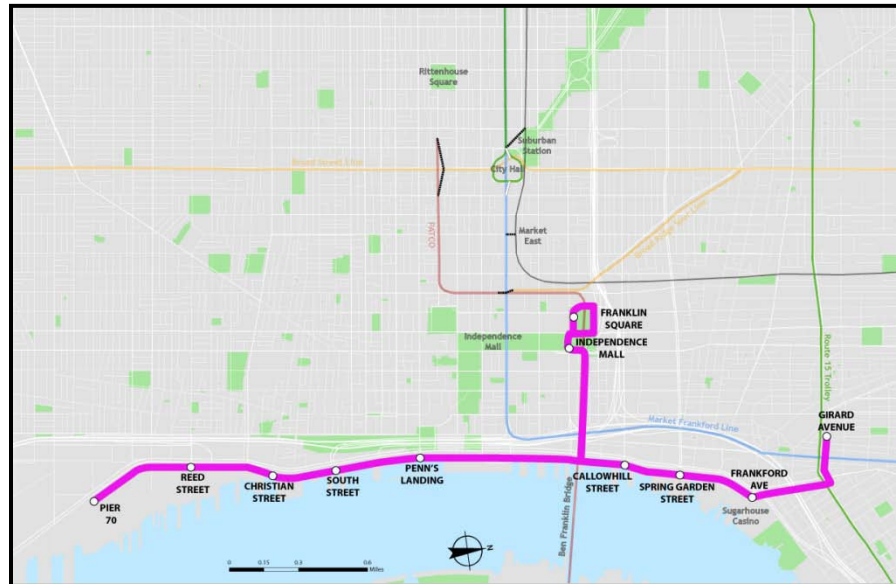 Rittenhouse
Square
Suburban
Station
Broad Street Line
City Hall
PATCO
Market
East
Broad Ridge Spur Line
FRANKLIN
SQUARE
Independence
Mall
INDEPENDENCE
MALL
Route 15 Trolley
Market Frankford Line
GIRARD
AVENUE
PIER
70
REED
STREET
CHRISTIAN
STREET
SOUTH
STREET
PENN'S
LANDING
CALLOWHILL
STREET
SPRING GARDEN
STREET
FRANKFORD
AVE
Sugarhouse
Casino
Ben Franklin Bridge
N
0 0.15 0.3 0.6
Miles